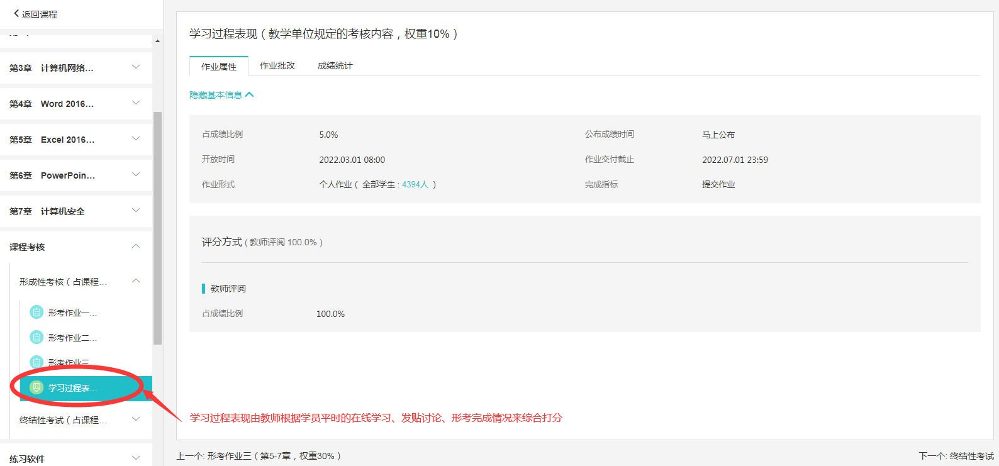 返回课程
第3章 计算机网络...
第4章 Word 2016...
第5章 Excel 2016...
第6章 PowerPoin...
第7章 计算机安全
课程考核
形成性考核（占课程...
形考作业一...
形考作业二...
形考作业三
学习过程表...
终结性考试（占课程...
练习软件
学习过程表现（教学单位规定的考核内容，权重10%）
作业属性 作业批改 成绩统计
隐藏基本信息
占成绩比例 5.0% 公布成绩时间 马上公布
开放时间 2022.03.01 08:00 作业交付截止 2022.07.01 23:59
作业形式 个人作业（ 全部学生 : 4394人 ） 完成指标 提交作业
评分方式（教师评阅 100.0%）
教师评阅
占成绩比例 100.0%
学习过程表现由教师根据学员平时的在线学习、发贴讨论、形考完成情况来综合打分
上一个: 形考作业三（第5-7章，权重30%） 下一个: 终结性考试